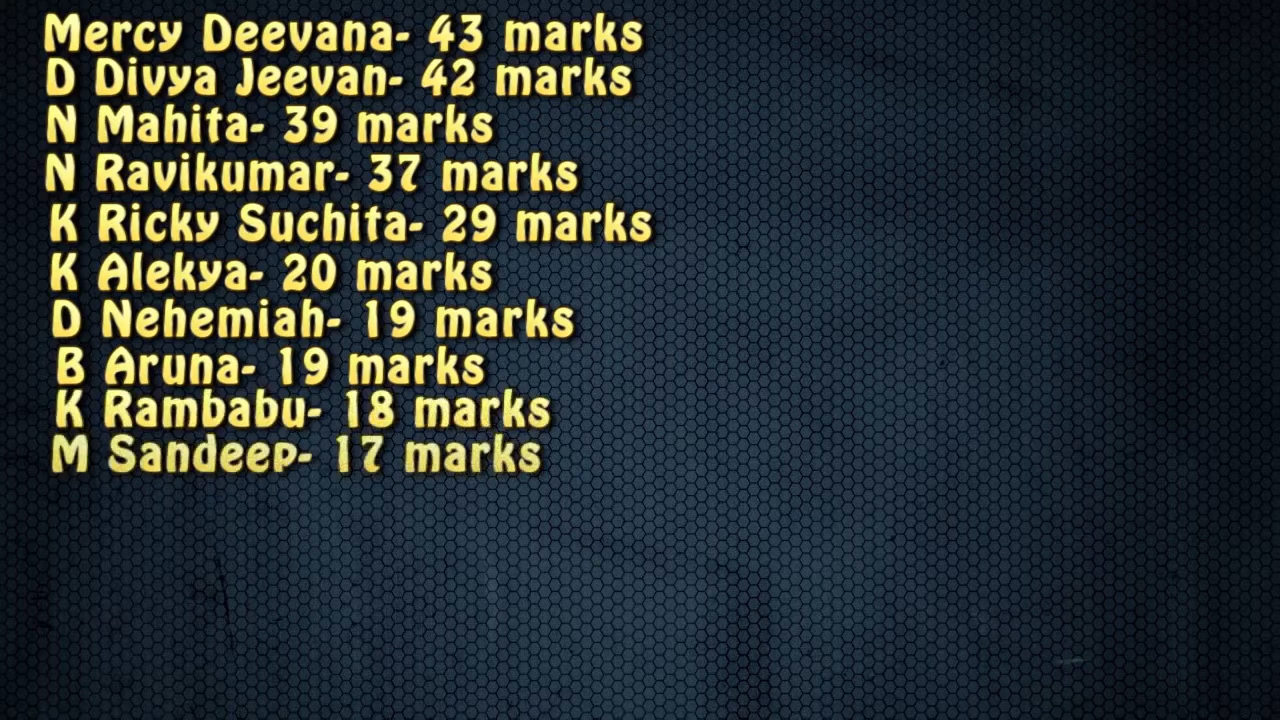 Mercy Deevana- 43 marks
D Divya Jeevan- 42 marks
N Mahita- 39 marks
N Ravikumar- 37 marks
K Ricky Suchita- 29 marks
K Alekya- 20 marks
D Nehemiah- 19 marks
B Aruna- 19 marks
K Rambabu- 18 marks
M Sandeep- 17 marks